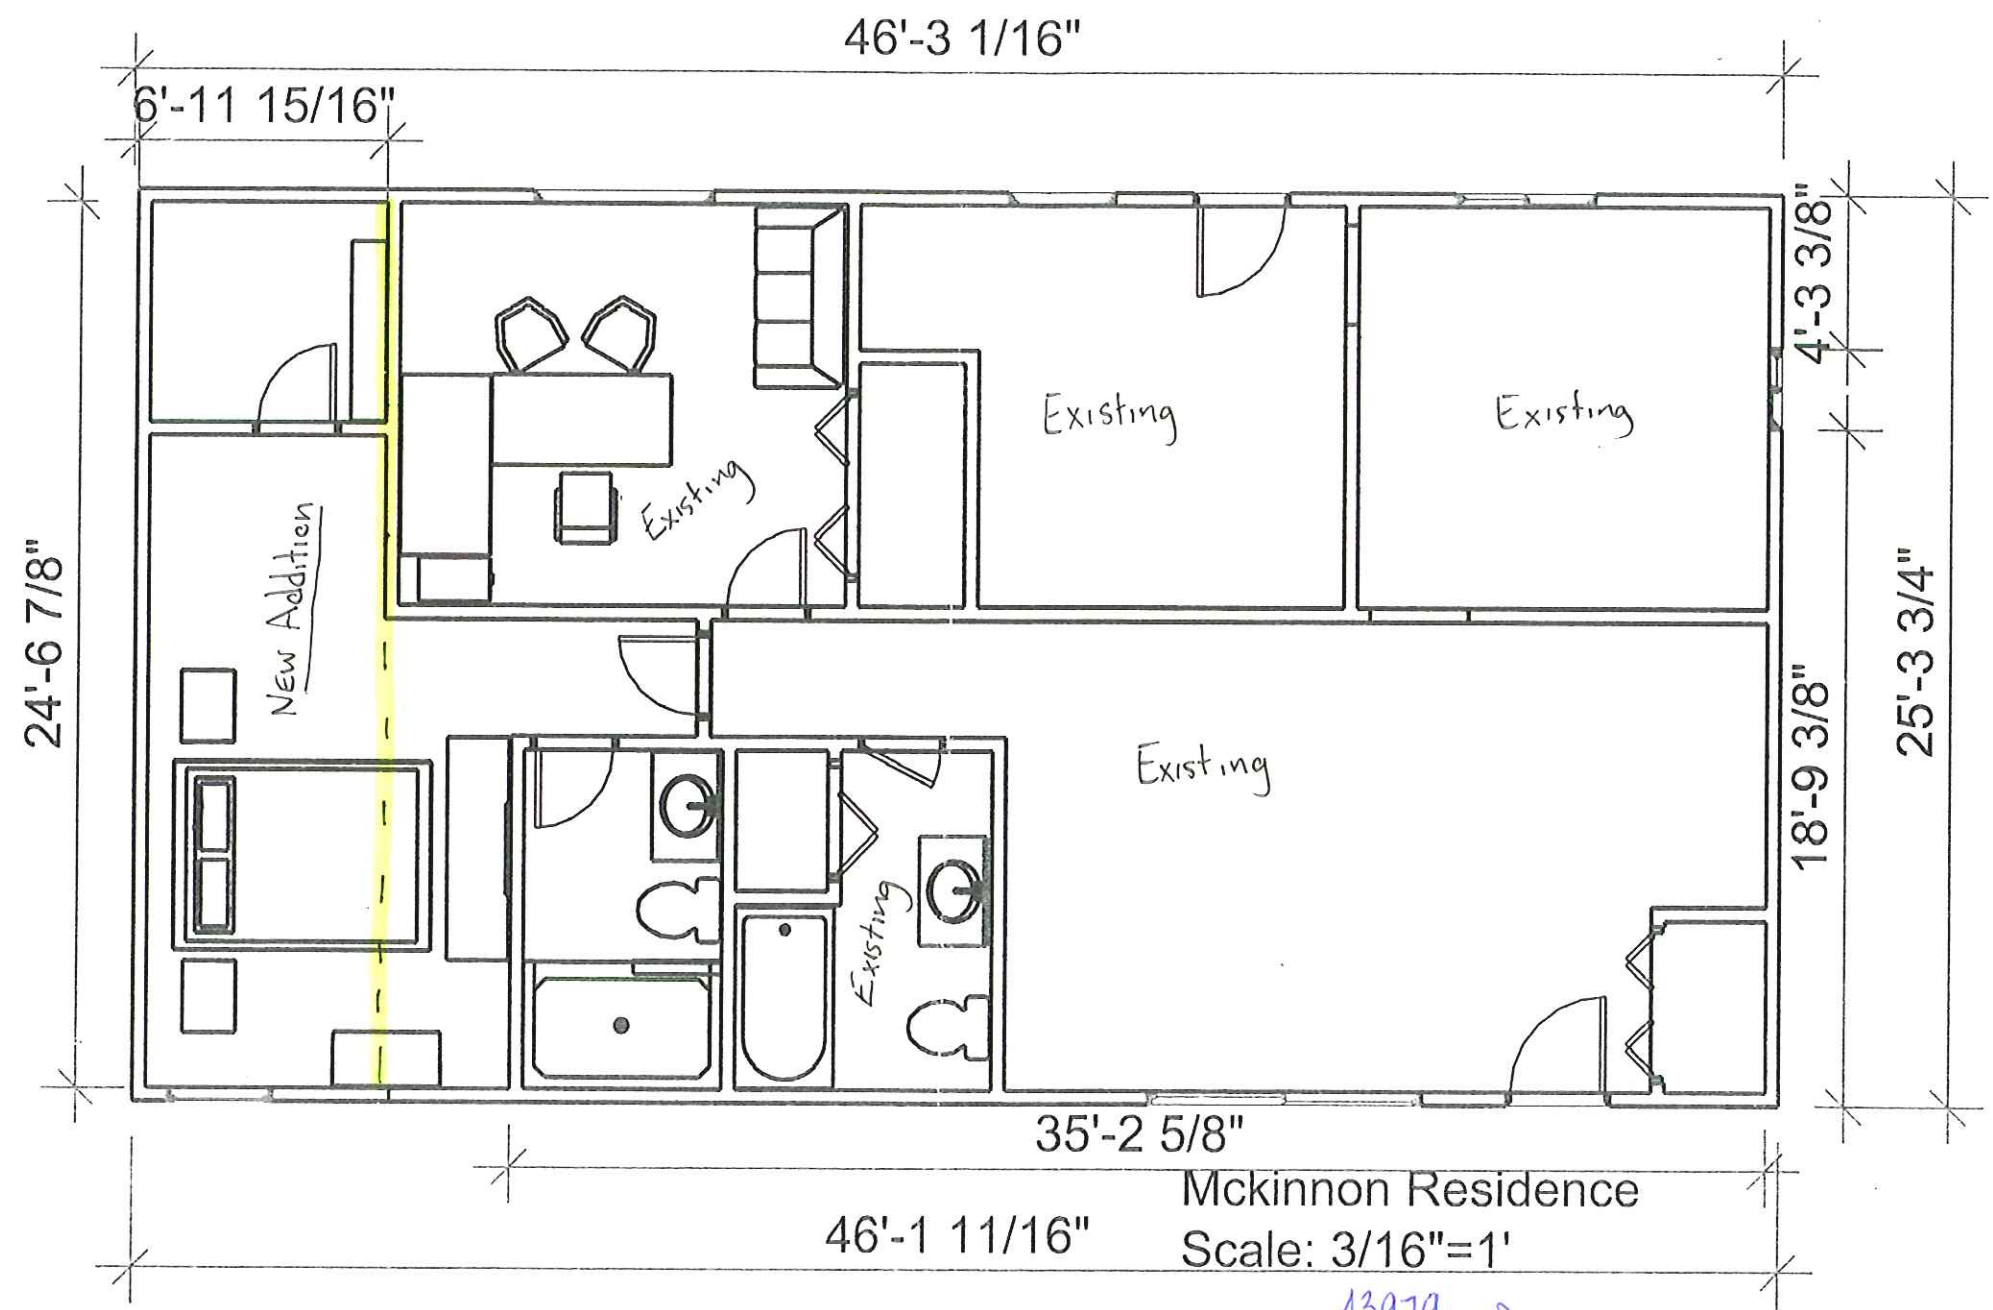 46'-3 1/16"
6'-11 15/16"
4'-3 3/8"
Existing
Existing
Existing
New Addition
24'-6 7/8"
25'-3 3/4"
18'-9 3/8"
Existing
Existing
35'-2 5/8"
Mckinnon Residence
46'-1 11/16"
Scale: 3/16"=1'